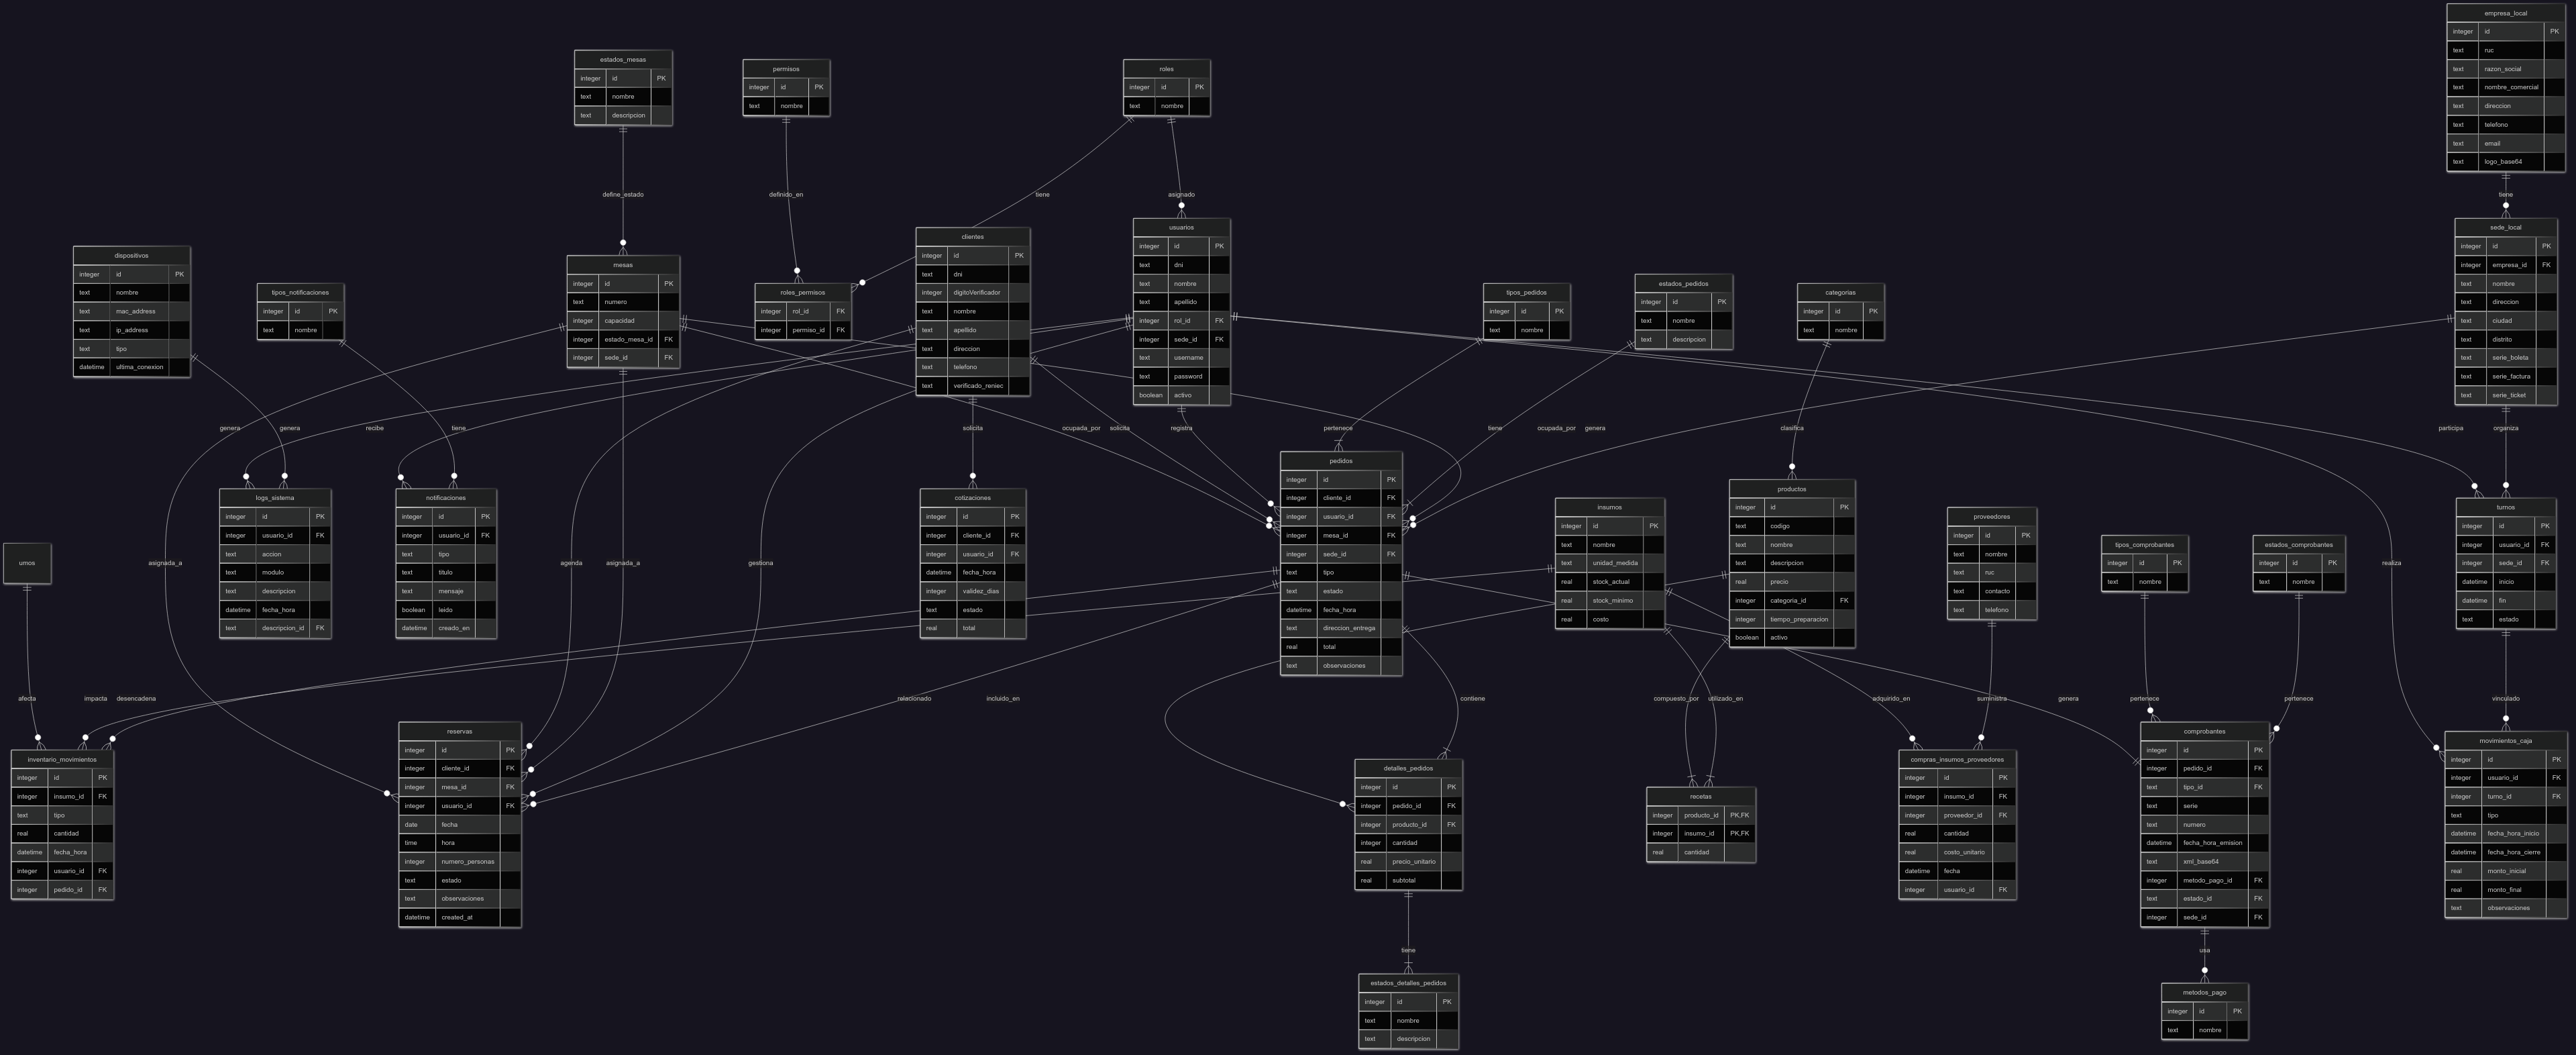 empresa_local
integer id PK
text ruc
text razon_social
text nombre_comercial
text direccion
text telefono
text email
text logo_base64
estados_mesas
integer id PK
text nombre
text descripcion
permisos
integer id PK
text nombre
roles
integer id PK
text nombre
define_estado
definido_en
tiene
asignado
tiene
dispositivos
integer id PK
text nombre
text mac_address
text ip_address
text tipo
datetime ultima_conexion
tipos_notificaciones
integer id PK
text nombre
mesas
integer id PK
text numero
integer capacidad
integer estado_mesa_id FK
integer sede_id FK
roles_permisos
integer rol_id FK
integer permiso_id FK
clientes
integer id PK
text dni
integer digitoVerificador
text nombre
text apellido
text direccion
text telefono
text verificado_reniec
usuarios
integer id PK
text dni
text nombre
text apellido
integer rol_id FK
integer sede_id FK
text username
text password
boolean activo
tipos_pedidos
integer id PK
text nombre
estados_pedidos
integer id PK
text nombre
text descripcion
categorias
integer id PK
text nombre
sede_local
integer id PK
integer empresa_id FK
text nombre
text direccion
text ciudad
text distrito
text serie_boleta
text serie_factura
text serie_ticket
genera
genera
recibe
tiene
solicita
ocupada_por
solicita
registra
pertenece
tiene
ocupada_por
genera
clasifica
participa
organiza
urnos
logs_sistema
integer id PK
integer usuario_id FK
text accion
text modulo
text descripcion
datetime fecha_hora
text descripcion_id FK
notificaciones
integer id PK
integer usuario_id FK
text tipo
text titulo
text mensaje
boolean leido
datetime creado_en
cotizaciones
integer id PK
integer cliente_id FK
integer usuario_id FK
datetime fecha_hora
integer validez_dias
text estado
real total
pedidos
integer id PK
integer cliente_id FK
integer usuario_id FK
integer mesa_id FK
integer sede_id FK
text tipo
text estado
datetime fecha_hora
text direccion_entrega
real total
text observaciones
insumos
integer id PK
text nombre
text unidad_medida
real stock_actual
real stock_minimo
real costo
productos
integer id PK
text codigo
text nombre
text descripcion
real precio
integer categoria_id FK
integer tiempo_preparacion
boolean activo
proveedores
integer id PK
text nombre
text ruc
text contacto
text telefono
tipos_comprobantes
integer id PK
text nombre
estados_comprobantes
integer id PK
text nombre
turnos
integer id PK
integer usuario_id FK
integer sede_id FK
datetime inicio
datetime fin
text estado
asignada_a
agenda
asignada_a
gestiona
realiza
afecta
impacta
desencadena
relacionado
incluido_en
contiene
compuesto_por
utilizado_en
adquirido_en
suministra
genera
pertenece
pertenece
vinculado
inventario_movimientos
integer id PK
integer insumo_id FK
text tipo
real cantidad
datetime fecha_hora
integer usuario_id FK
integer pedido_id FK
reservas
integer id PK
integer cliente_id FK
integer mesa_id FK
integer usuario_id FK
date fecha
time hora
integer numero_personas
text estado
text observaciones
datetime created_at
detalles_pedidos
integer id PK
integer pedido_id FK
integer producto_id FK
integer cantidad
real precio_unitario
real subtotal
recetas
integer producto_id PK,FK
integer insumo_id PK,FK
real cantidad
compras_insumos_proveedores
integer id PK
integer insumo_id FK
integer proveedor_id FK
real cantidad
real costo_unitario
datetime fecha
integer usuario_id FK
comprobantes
integer id PK
integer pedido_id FK
text tipo_id FK
text serie
text numero
datetime fecha_hora_emision
text xml_base64
integer metodo_pago_id FK
text estado_id FK
integer sede_id FK
movimientos_caja
integer id PK
integer usuario_id FK
integer turno_id FK
text tipo
datetime fecha_hora_inicio
datetime fecha_hora_cierre
real monto_inicial
real monto_final
text observaciones
tiene
usa
estados_detalles_pedidos
integer id PK
text nombre
text descripcion
metodos_pago
integer id PK
text nombre